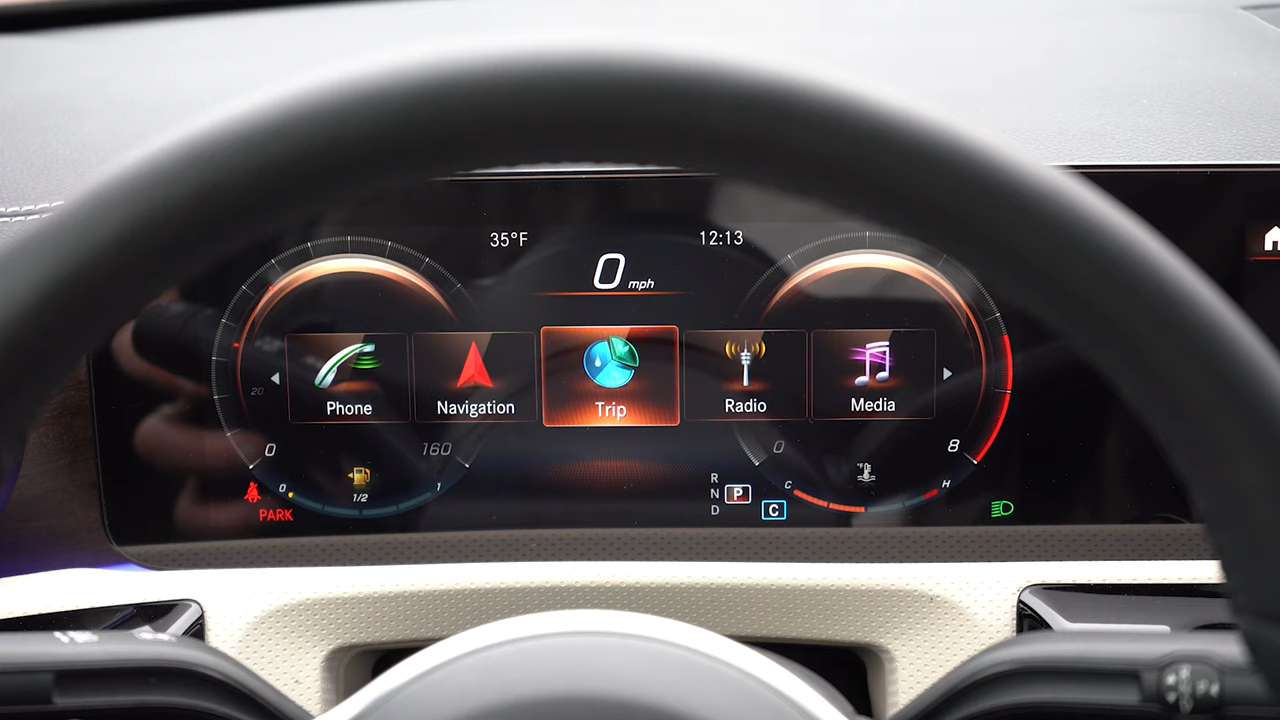 35°F
12:13
0 mph
Phone
Navigation
Trip
Radio
Media
20
0
160
0
8
0
1/2
1
PARK
R
N
D
P
C
C
°F
H